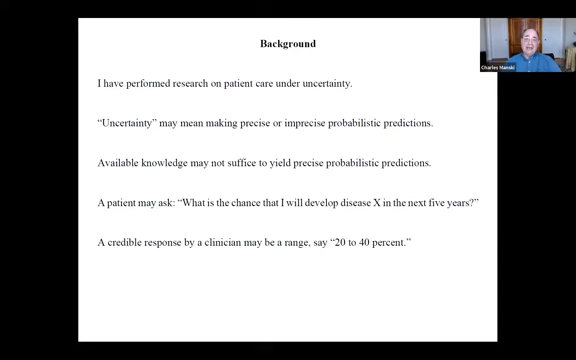 Background
I have performed research on patient care under uncertainty.
“Uncertainty” may mean making precise or imprecise probabilistic predictions.
Available knowledge may not suffice to yield precise probabilistic predictions.
A patient may ask: “What is the chance that I will develop disease X in the next five years?”
A credible response by a clinician may be a range, say “20 to 40 percent.”
Charles Manski